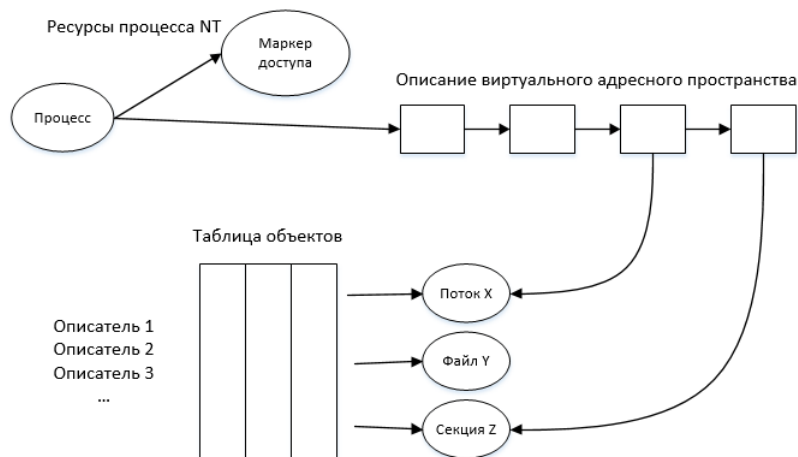 Ресурсы процесса NT
Маркер
доступа
Описание виртуального адресного пространства
Процесс
Таблица объектов
Поток X
Описатель 1
Описатель 2
Файл Y
Описатель 3
...
Секция Z